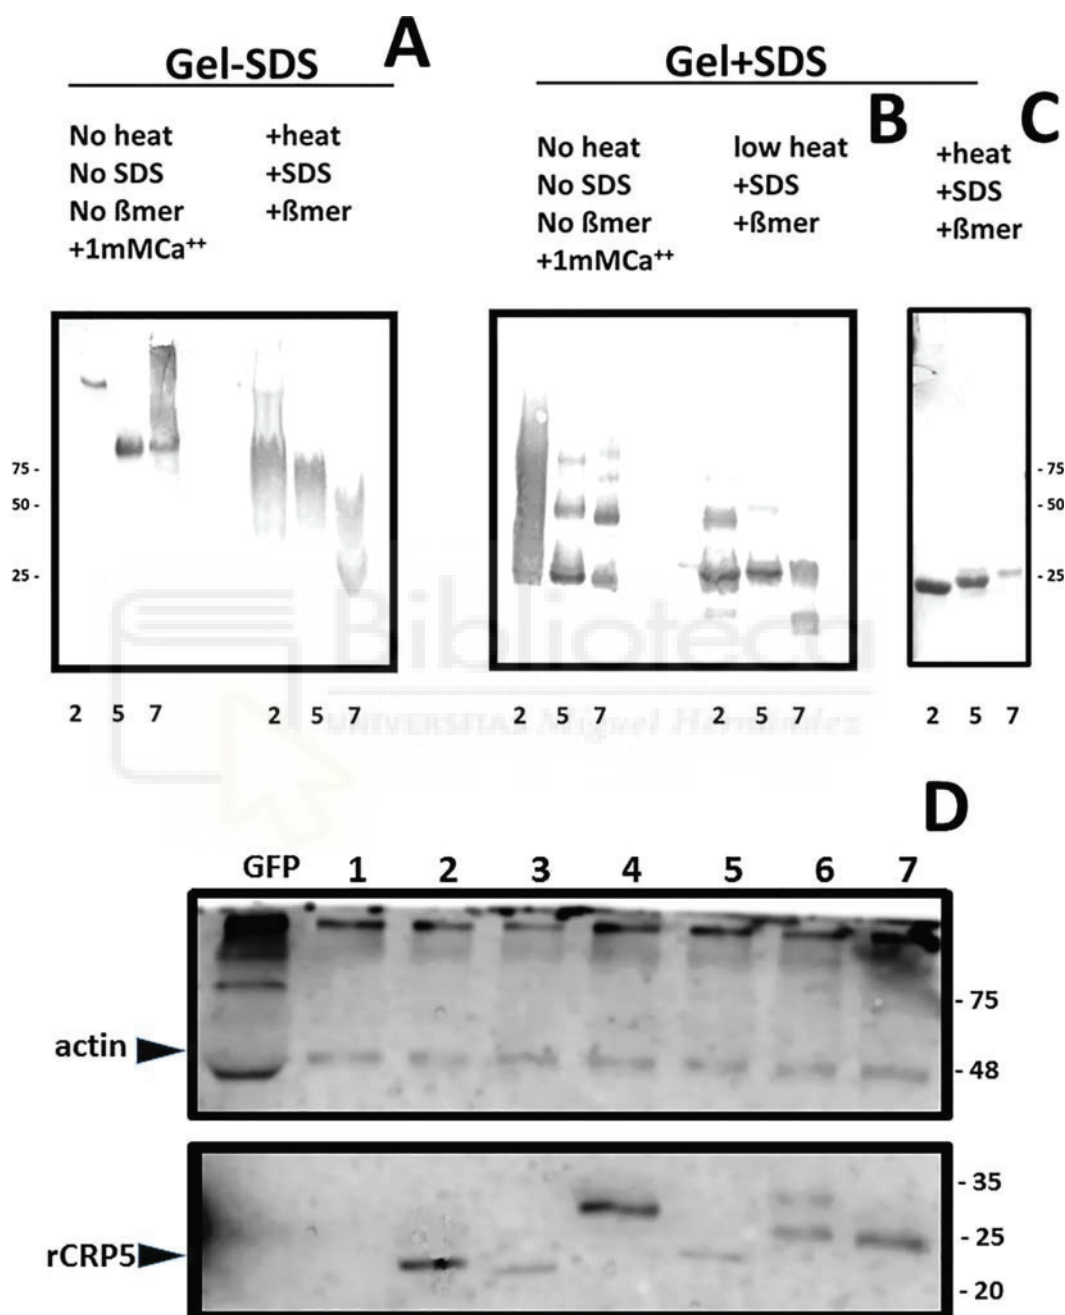 A
Gel-SDS
No heat
No SDS
No ßmer
+1mMCa++
+heat
+SDS
+ßmer
75 -
50 -
25 -
2 5 7
2 5 7
Gel+SDS
B
No heat
No SDS
No ßmer
+1mMCa++
low heat
+SDS
+ßmer
2 5 7
2 5 7
C
+heat
+SDS
+ßmer
- 75
- 50
- 25
2 5 7
Biblioteca
UNIVERSITAS Miguel Hernández
D
GFP 1 2 3 4 5 6 7
actin
- 75
- 48
rCRP5
- 35
- 25
- 20